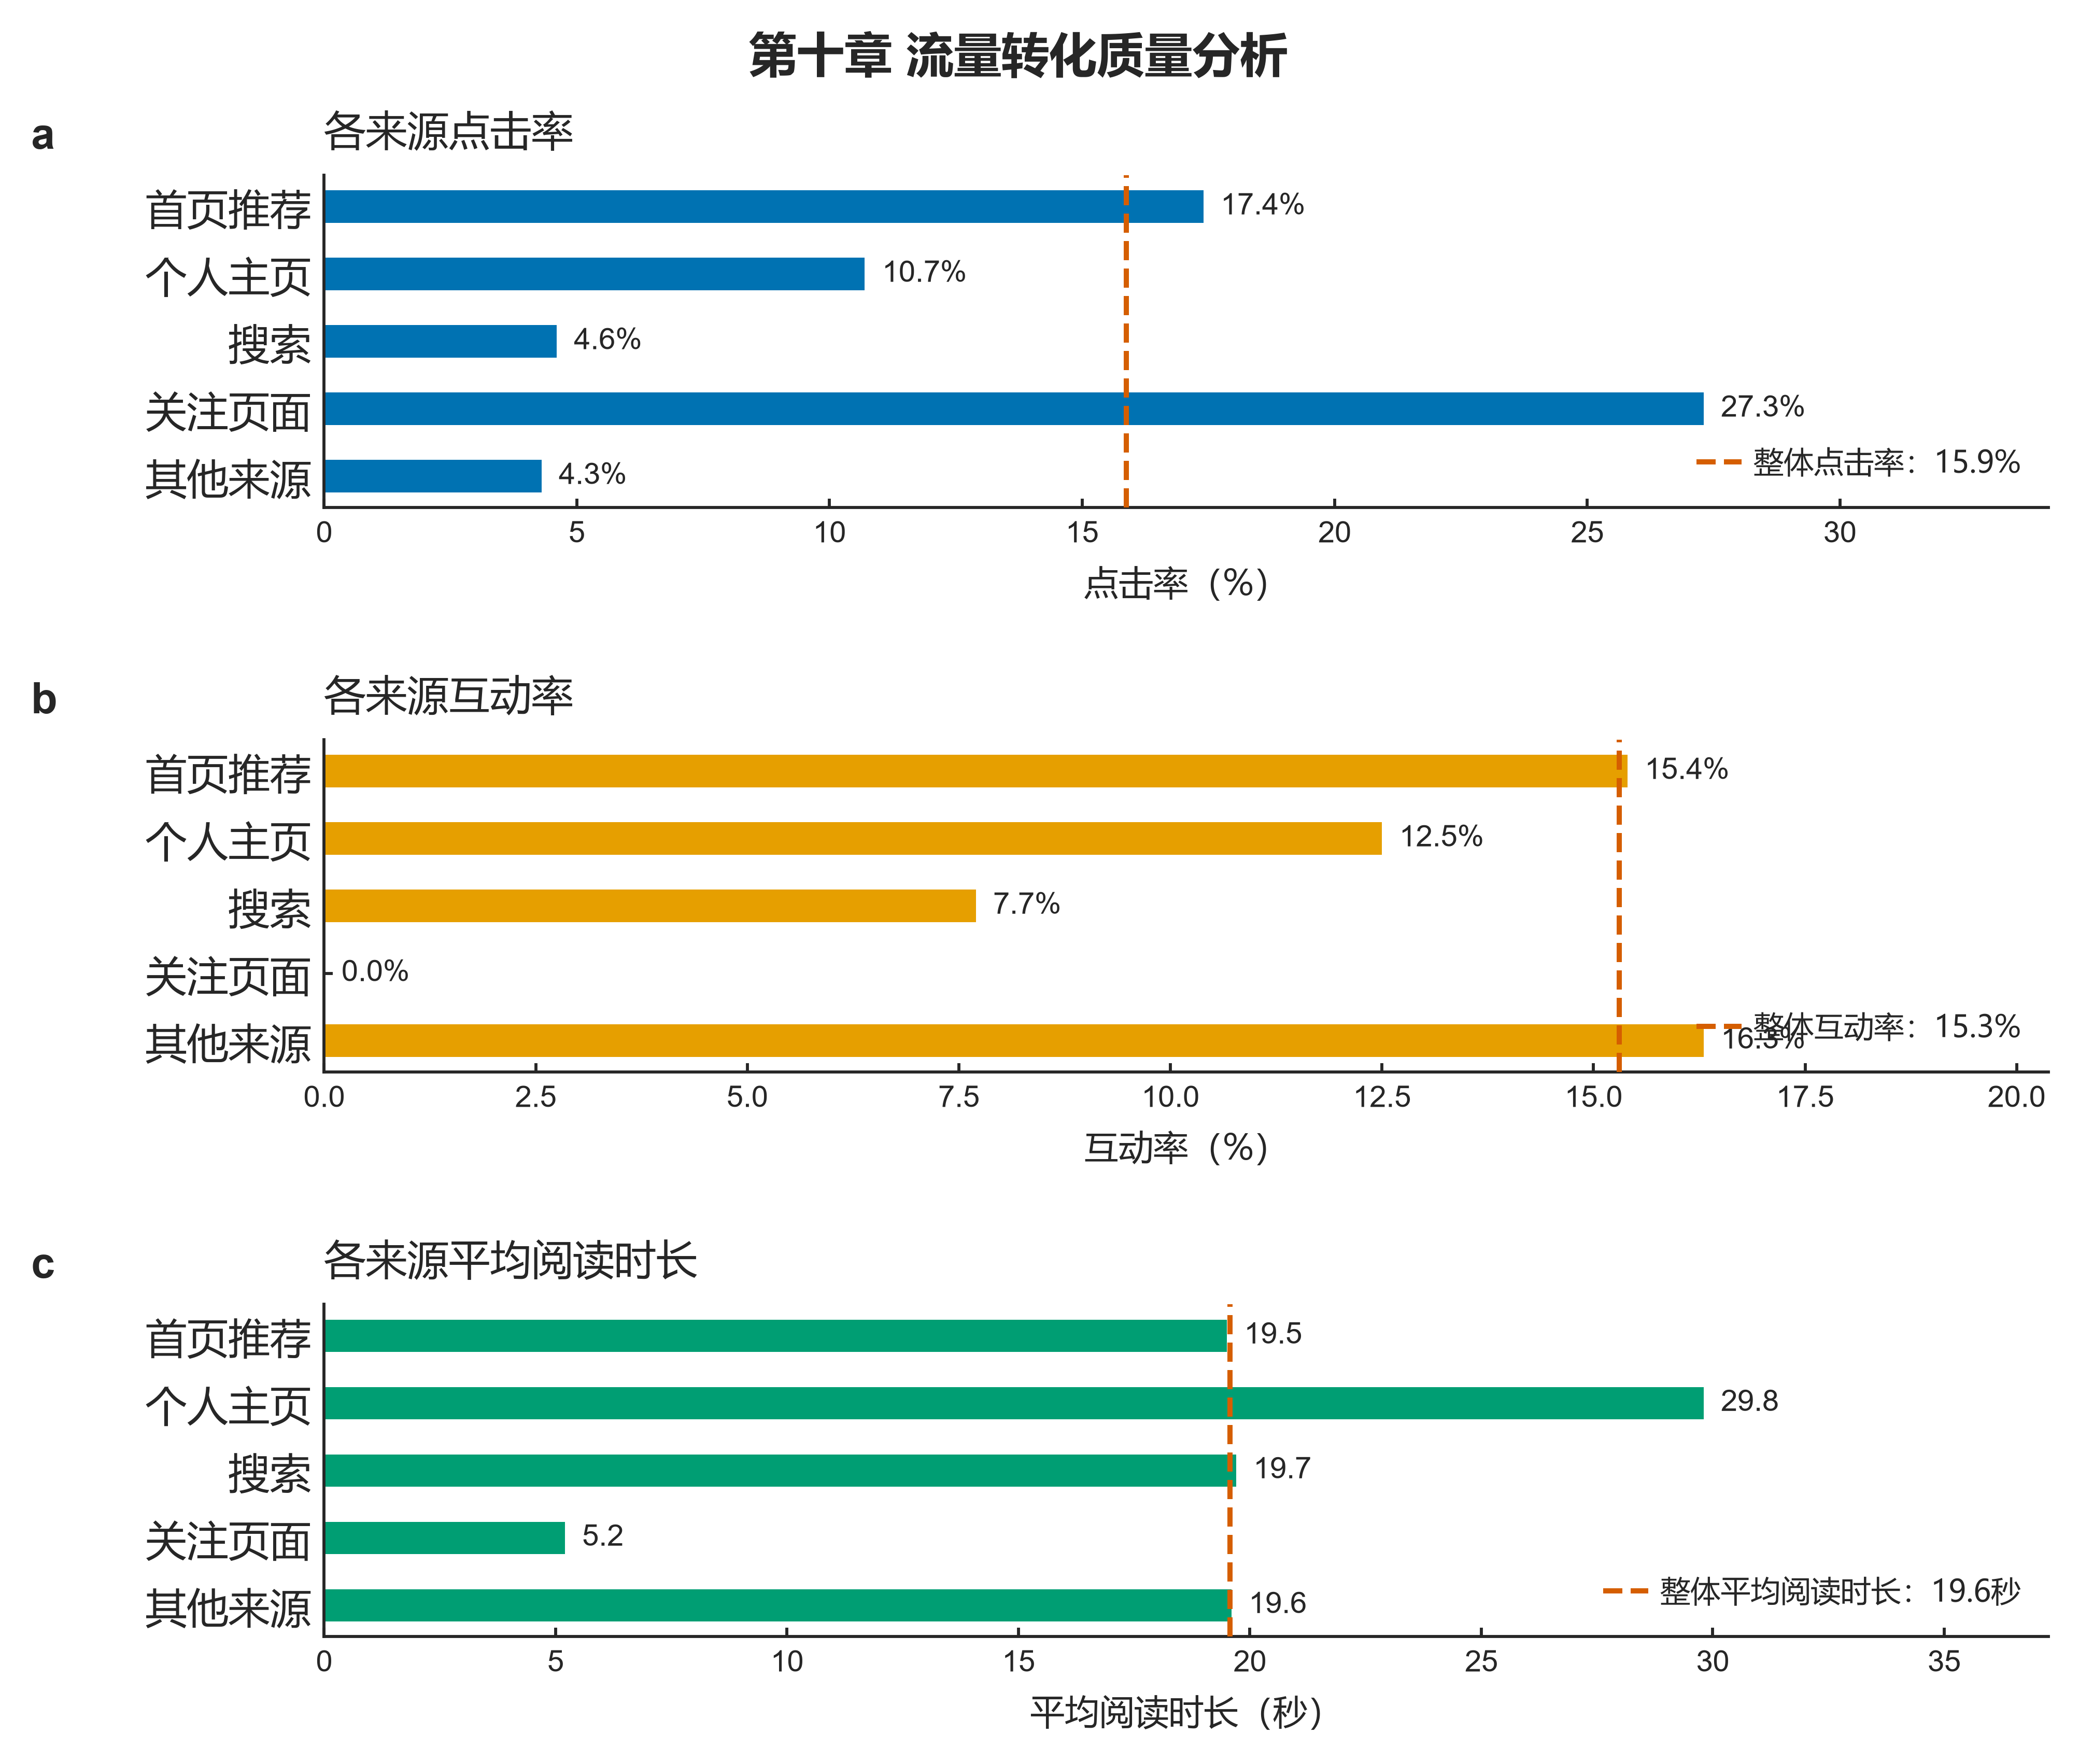 第十章 流量转化质量分析
a
各来源点击率
首页推荐
17.4%
个人主页
10.7%
搜索
4.6%
关注页面
27.3%
其他来源
4.3%
整体点击率：15.9%
0 5 10 15 20 25 30
点击率（%）
b
各来源互动率
首页推荐
15.4%
个人主页
12.5%
搜索
7.7%
关注页面
0.0%
其他来源
16.3%
整体互动率：15.3%
0.0 2.5 5.0 7.5 10.0 12.5 15.0 17.5 20.0
互动率（%）
c
各来源平均阅读时长
首页推荐
19.5
个人主页
29.8
搜索
19.7
关注页面
5.2
其他来源
19.6
整体平均阅读时长：19.6秒
0 5 10 15 20 25 30 35
平均阅读时长（秒）